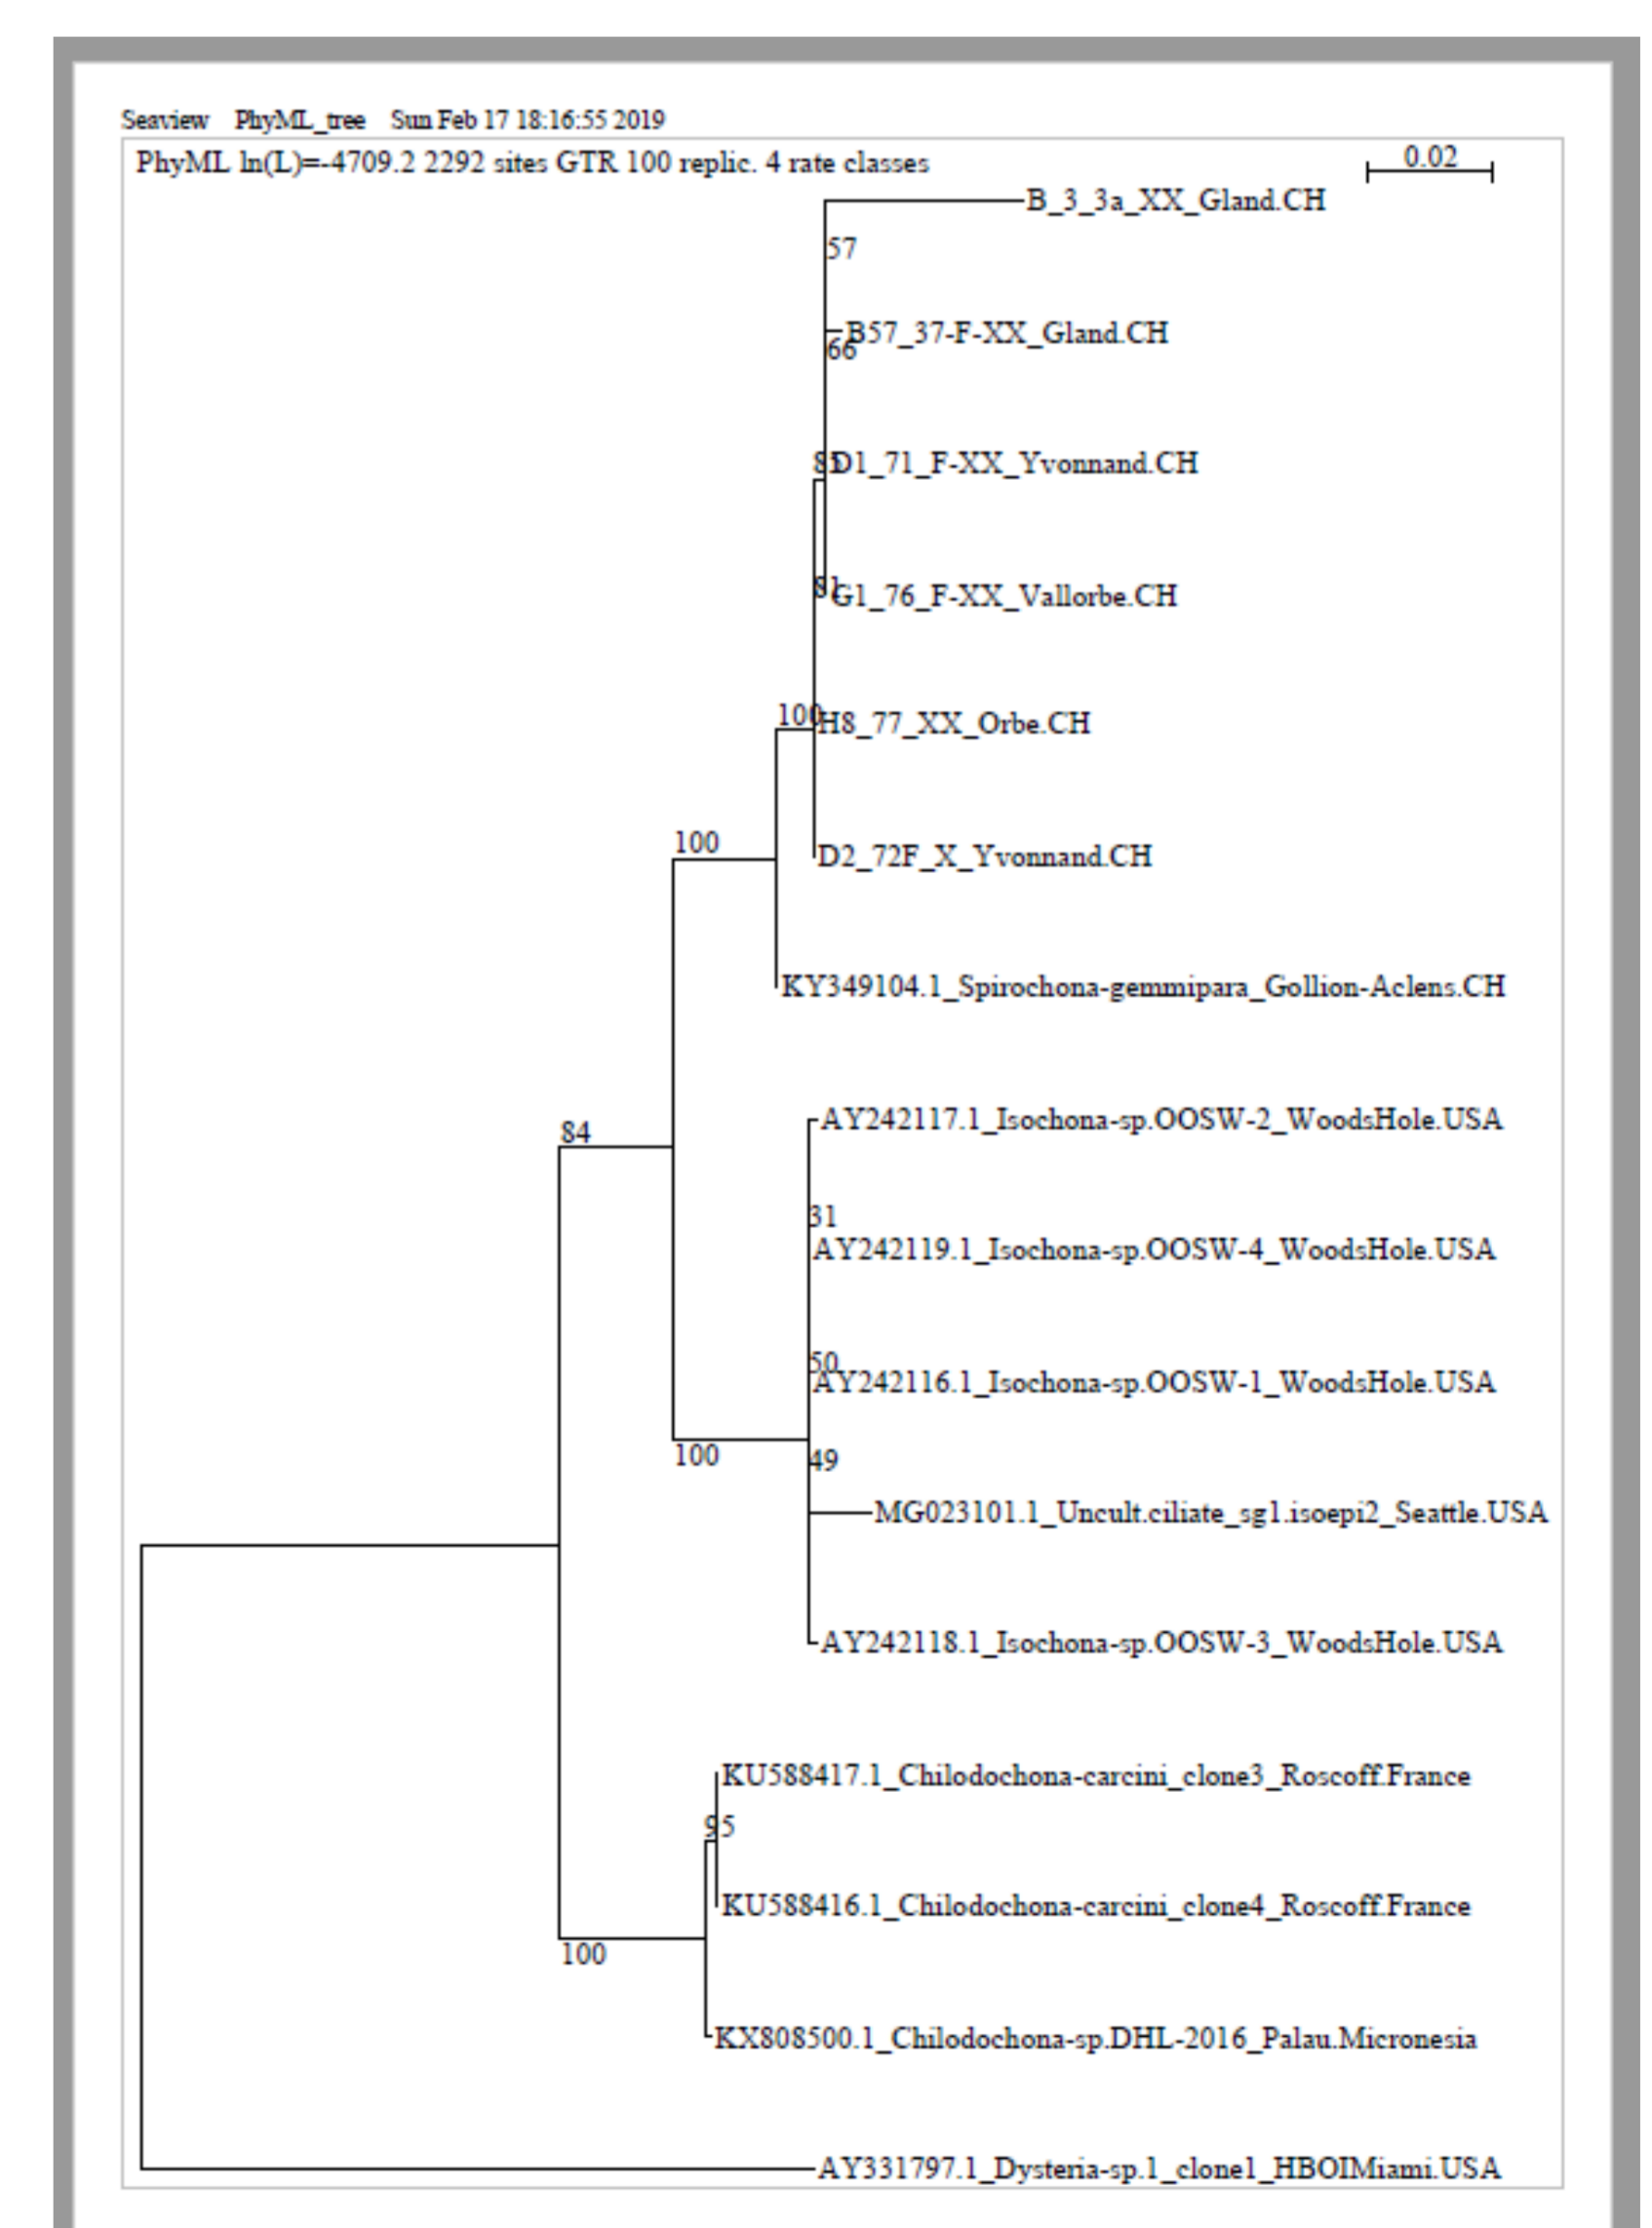 Seaview PhyML_tree Sun Feb 17 18:16:55 2019
PhyML ln(L)=-4709.2 2292 sites GTR 100 replic. 4 rate classes
0.02
B_3_3a_XX_Gland.CH
57
B57_37-F-XX_Gland.CH
66
D1_71_F-XX_Yvonnand.CH
81
G1_76_F-XX_Vallorbe.CH
100
H8_77_XX_Orbe.CH
100
D2_72F_X_Yvonnand.CH
KY349104.1_Spirochona-gemmipara_Gollion-Aclens.CH
84
AY242117.1_Isochona-sp.OOSW-2_WoodsHole.USA
31
AY242119.1_Isochona-sp.OOSW-4_WoodsHole.USA
50
AY242116.1_Isochona-sp.OOSW-1_WoodsHole.USA
100
49
MG023101.1_Uncult.ciliate_sg1.isoepi2_Seattle.USA
AY242118.1_Isochona-sp.OOSW-3_WoodsHole.USA
KU588417.1_Chilodochona-carcini_clone3_Roscoff.France
95
KU588416.1_Chilodochona-carcini_clone4_Roscoff.France
100
KX808500.1_Chilodochona-sp.DHL-2016_Palau.Micronesia
AY331797.1_Dysteria-sp.1_clone1_HBOIMiami.USA